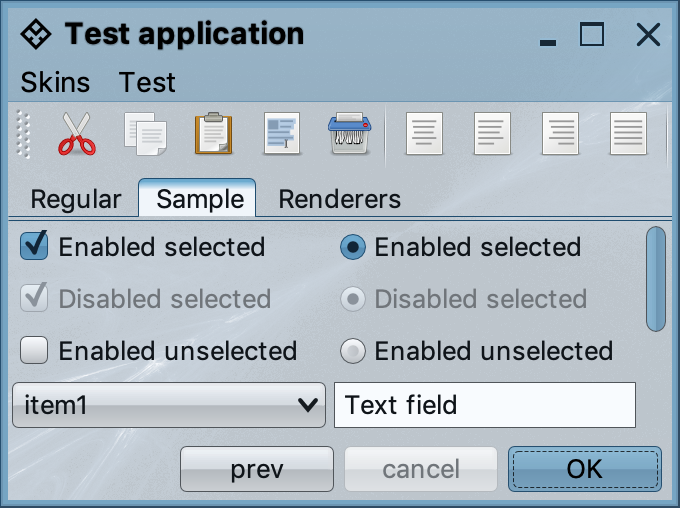 Test application
Skins Test
Regular Sample Renderers
Enabled selected Enabled selected
Disabled selected Disabled selected
Enabled unselected Enabled unselected
item1 Text field
prev cancel OK